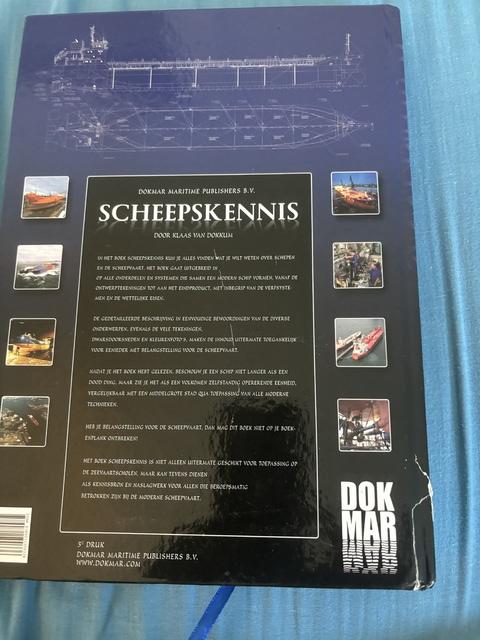 DOKMAR MARITIME PUBLISHERS B.V.
SCHEEPSKENNIS
DOOR KLAAS VAN DOKKUM
IN HET BOEK SCHEEPSKENNIS KUN JE ALLES VINDEN WAT JE WILT WETEN OVER SCHEPEN
EN DE SCHEEPVAART. HET BOEK GAAT UITGEBREID IN
OP ALLE ONDERDELEN EN SYSTEMEN DIE SAMEN EEN MODERN SCHIP VORMEN, VANAF DE
ONTWERPTEKENINGEN TOT AAN HET EINDPRODUCT, MET INBEGRIP VAN DE VERFSYSTE-
MEN EN DE WETTELIJKE EISEN.
DE GEDETAILLEERDE BESCHRIJVING IN EENVOUDIGE BEWOORDINGEN VAN DE DIVERSE
ONDERWERPEN, EVENALS DE VELE TEKENINGEN,
DWARSDOORSNEDEN EN KLEURENFOTO'S, MAKEN DE INHOUD UITERMATE TOEGANKELIJK
VOOR EENIEDER MET BELANGSTELLING VOOR DE SCHEEPVAART.
NADAT JE HET BOEK HEBT GELEZEN, BESCHOUW JE EEN SCHIP NIET LANGER ALS EEN
DOOD DING, MAAR ZIE JE HET ALS EEN VOLKOMEN ZELFSTANDIG OPERERENDE EENHEID,
VERGELIJKBAAR MET EEN MIDDELGROTE STAD QUA TOEPASSING VAN ALLE MODERNE
TECHNIEKEN.
HEB JE BELANGSTELLING VOOR DE SCHEEPVAART, DAN MAG DIT BOEK NIET OP JE BOEK-
ENPLANK ONTBREKEN!
HET BOEK SCHEEPSKENNIS IS NIET ALLEEN UITERMATE GESCHIKT VOOR TOEPASSING OP
DE ZEEVAARTSCHOLEN, MAAR KAN TEVENS DIENEN
ALS KENNISBRON EN NASLAGWERK VOOR ALLEN DIE BEROEPSMATIG
BETROKKEN ZIJN BIJ DE MODERNE SCHEEPVAART.
DOK
MAR
5E DRUK
DOKMAR MARITIME PUBLISHERS B.V.
WWW.DOKMAR.COM